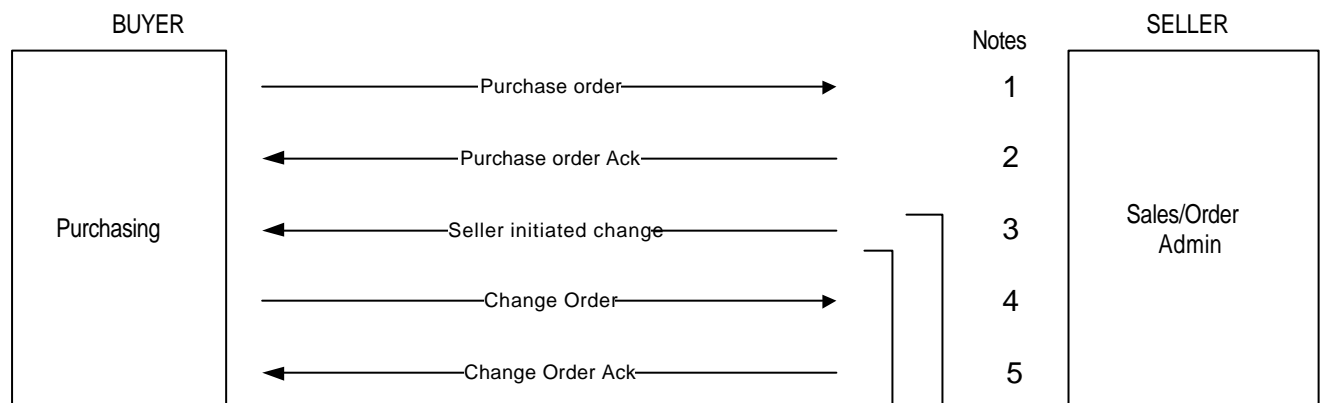 BUYER
SELLER
Notes
Purchase order
1
Purchase order Ack
2
Purchasing
Seller initiated change
3
Sales/Order
Admin
Change Order
4
Change Order Ack
5